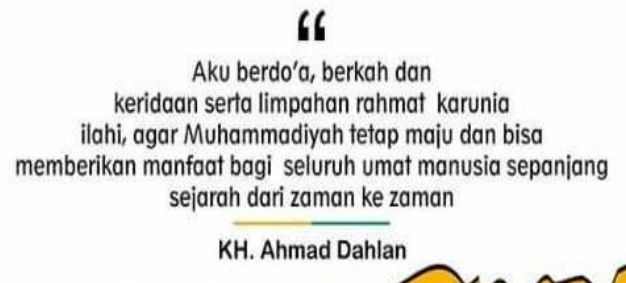 “
Aku berdo'a, berkah dan
keridaan serta limpahan rahmat karunia
ilahi, agar Muhammadiyah tetap maju dan bisa
memberikan manfaat bagi seluruh umat manusia sepanjang
sejarah dari zaman ke zaman
KH. Ahmad Dahlan